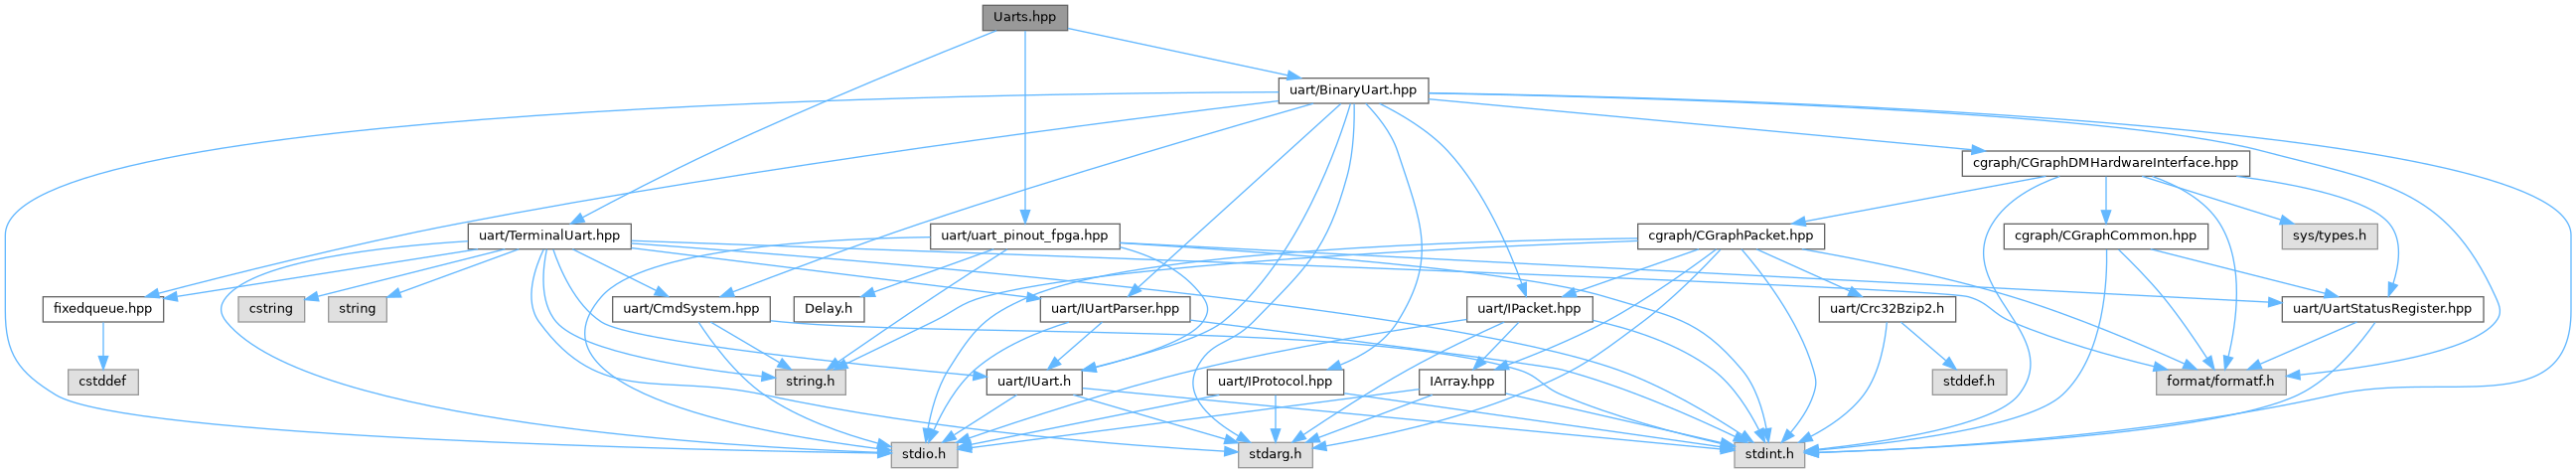 Uarts.hpp
uart/BinaryUart.hpp
cgraph/CGraphDMHardwareInterface.hpp
uart/TerminalUart.hpp
uart/uart_pinout_fpga.hpp
cgraph/CGraphPacket.hpp
cgraph/CGraphCommon.hpp
sys/types.h
fixedqueue.hpp
cstring
string
uart/CmdSystem.hpp
Delay.h
uart/IUartParser.hpp
uart/IPacket.hpp
uart/Crc32Bzip2.h
uart/UartStatusRegister.hpp
cstddef
string.h
uart/IUart.h
uart/IProtocol.hpp
IArray.hpp
stddef.h
format/formatf.h
stdio.h
stdarg.h
stdint.h